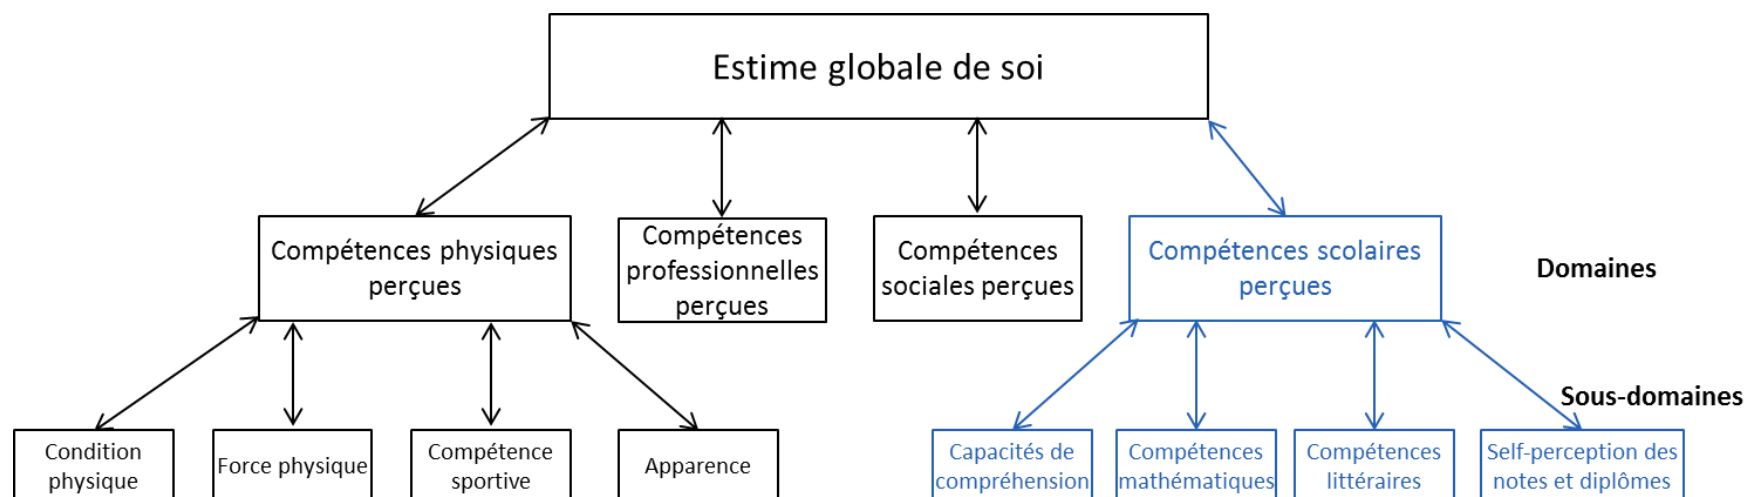 Estime globale de soi
Compétences physiques
perçues
Compétences
professionnelles
perçues
Compétences
sociales perçues
Compétences scolaires
perçues
Domaines
Sous-domaines
Condition
physique
Force physique
Compétence
sportive
Apparence
Capacités de
compréhension
Compétences
mathématiques
Compétences
littéraires
Self-perception des
notes et diplômes